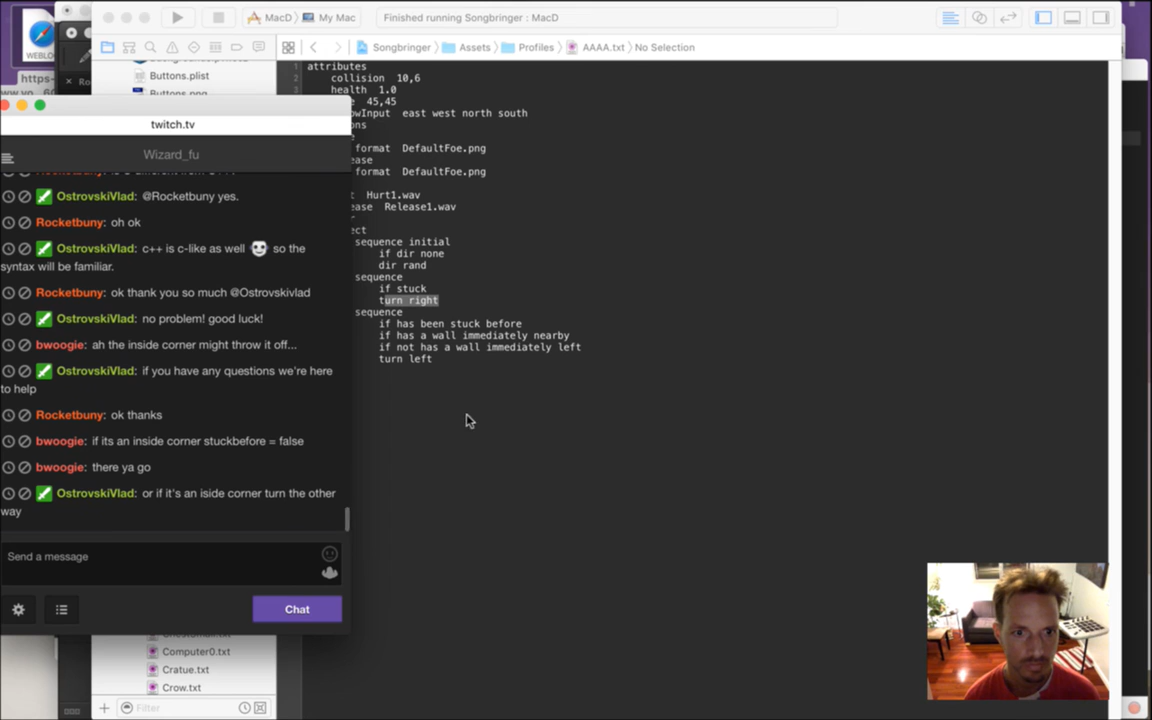 MacD
My Mac
Finished running Songbringer : MacD
WEBLO
https-
Songbringer
Assets
Profiles
AAAA.txt
No Selection
Buttons.plist
Buttons.png
1
attributes
2
collision 10,6
3
health 1.0
45,45
east west north south
format DefaultFoe.png
format DefaultFoe.png
Hurt1.wav
Release1.wav
sequence initial
if dir none
dir rand
sequence
if stuck
turn right
sequence
if has been stuck before
if has a wall immediately nearby
if not has a wall immediately left
turn left
twitch.tv
Wizard_fu
OstrovskiVlad: @Rocketbuny yes.
Rocketbuny: oh ok
OstrovskiVlad: c++ is c-like as well so the
syntax will be familiar.
Rocketbuny: ok thank you so much @Ostrovskivlad
OstrovskiVlad: no problem! good luck!
bwoogie: ah the inside corner might throw it off...
OstrovskiVlad: if you have any questions we're here
to help
Rocketbuny: ok thanks
bwoogie: if its an inside corner stuckbefore = false
bwoogie: there ya go
OstrovskiVlad: or if it's an iside corner turn the other
way
Send a message
Chat
Computer0.txt
Cratue.txt
Crow.txt
Filter